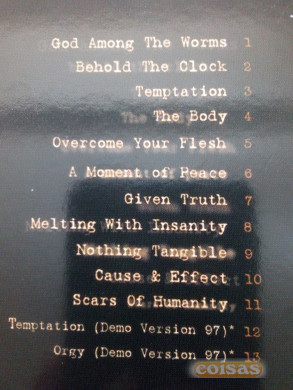 God Among The Worms 1
Behold The Clock 2
Temptation 3
The Body 4
Overcome Your Flesh 5
A Moment of Peace 6
Given Truth 7
Melting With Insanity 8
Nothing Tangible 9
Cause & Effect 10
Scars Of Humanity 11
Temptation (Demo Version 97)* 12
Orgy (Demo Version 97)* 13
coisas